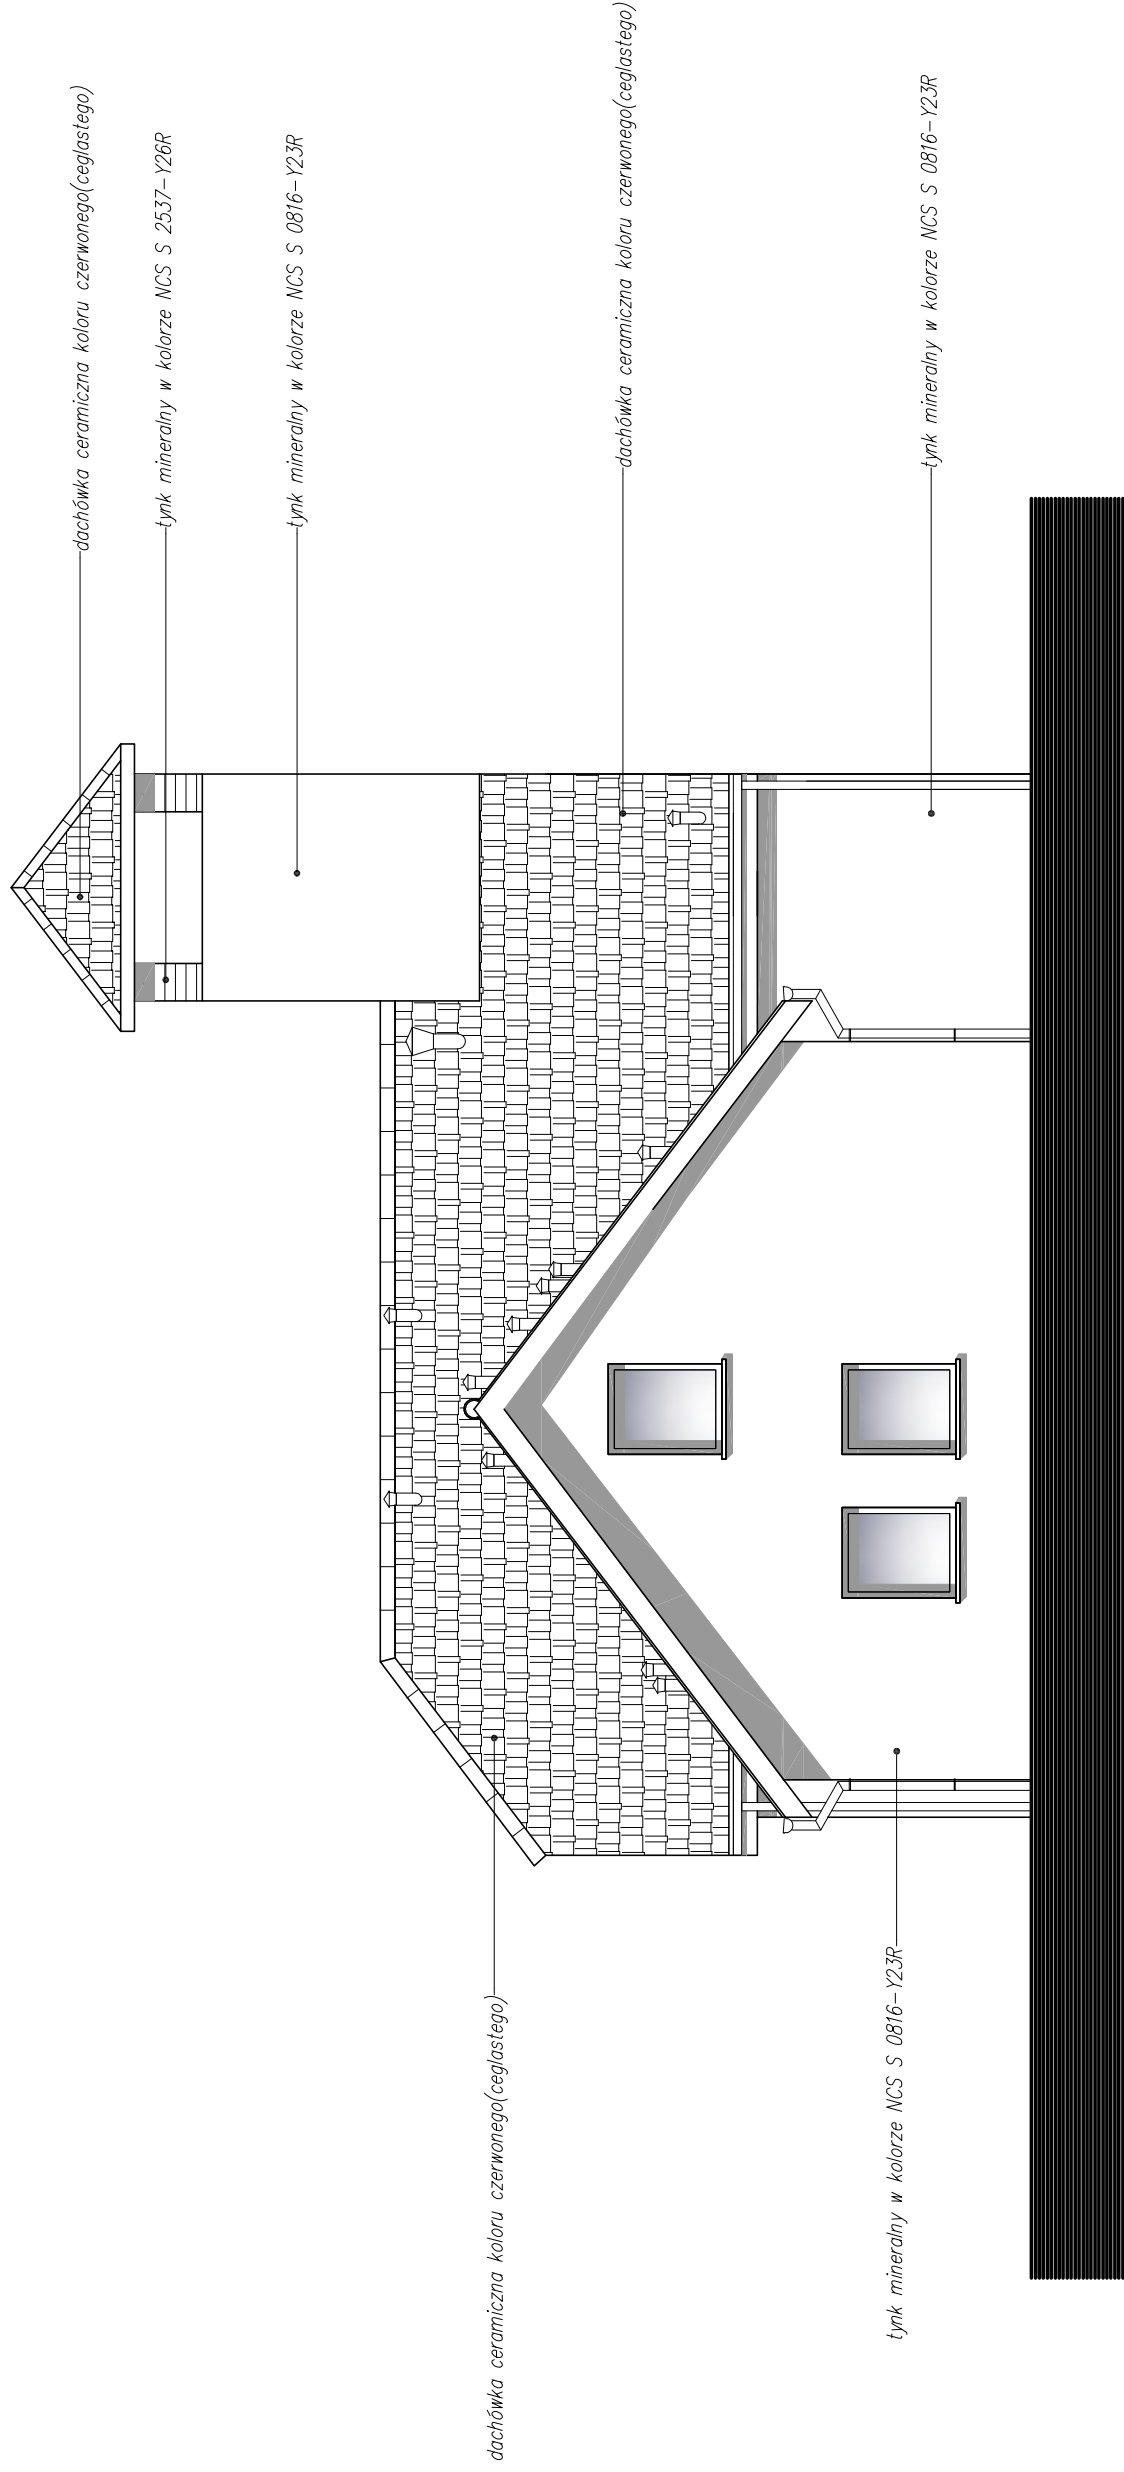 dachówka ceramiczna koloru czerwonego(ceglastego)
tynk mineralny w kolorze NCS S 2537-Y26R
tynk mineralny w kolorze NCS S 0816-Y23R
dachówka ceramiczna koloru czerwonego(ceglastego)
tynk mineralny w kolorze NCS S 0816-Y23R
dachówka ceramiczna koloru czerwonego(ceglastego)
tynk mineralny w kolorze NCS S 0816-Y23R